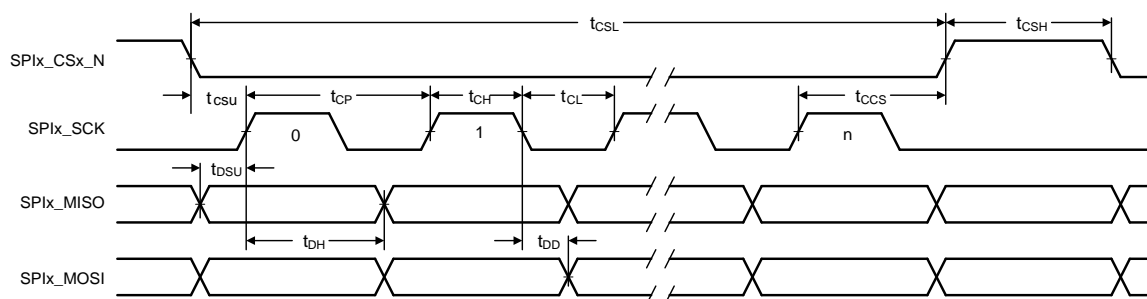 tCSL
tCSH
SPIx_CSx_N
tCSU
tCP
tCH
tCL
tCCS
SPIx_SCK
0
1
n
tDSU
SPIx_MISO
tDH
tDD
SPIx_MOSI